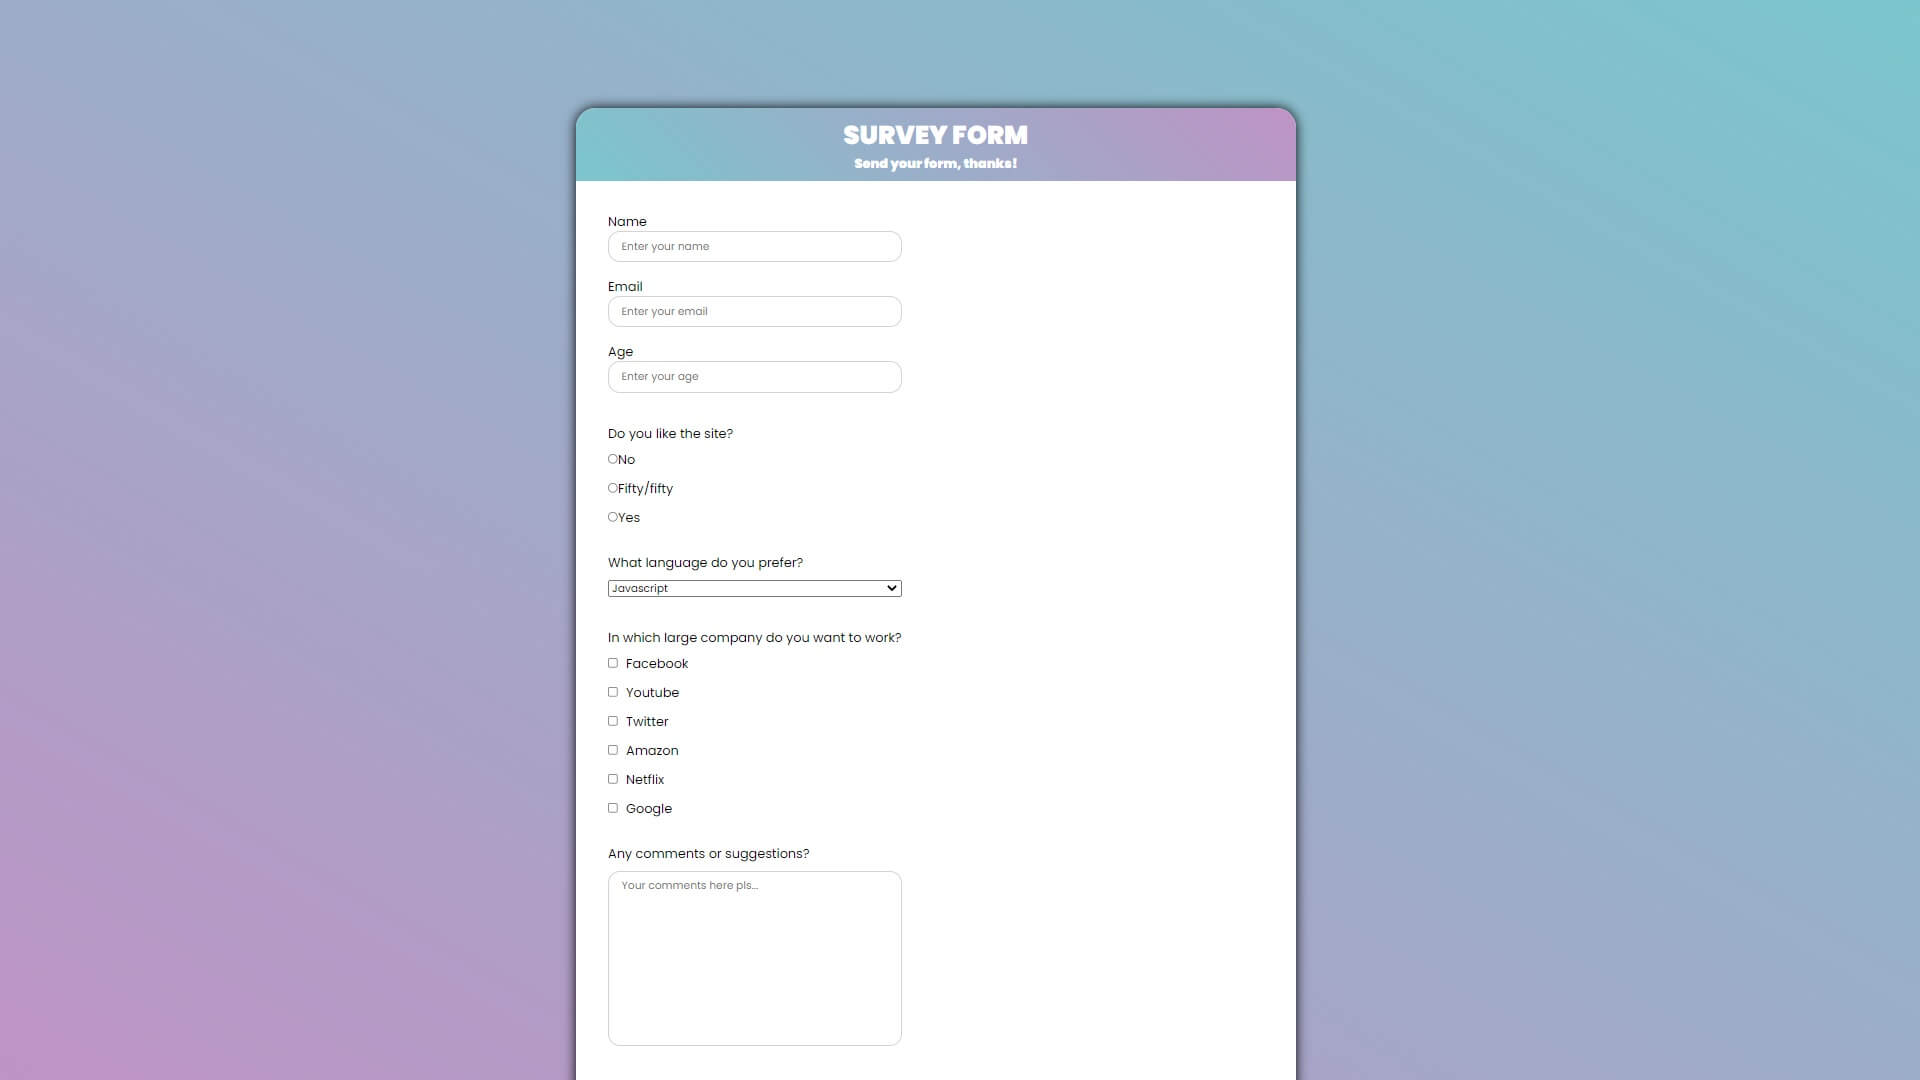 SURVEY FORM
Send your form, thanks!
Name
Enter your name
Email
Enter your email
Age
Enter your age
Do you like the site?
No
Fifty/fifty
Yes
What language do you prefer?
Javascript
In which large company do you want to work?
Facebook
Youtube
Twitter
Amazon
Netflix
Google
Any comments or suggestions?
Your comments here pls...